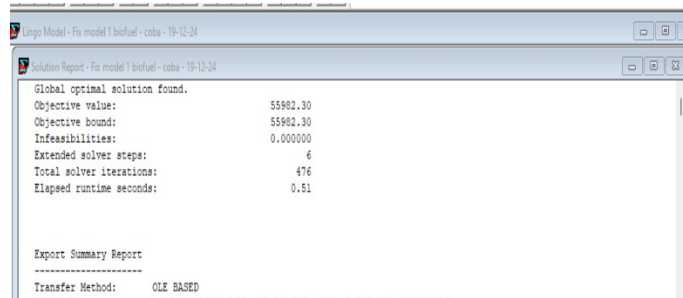 Lingo Model - Fix model 1 biofuel - coba - 19-12-24
Solution Report - Fix model 1 biofuel - coba - 19-12-24
Global optimal solution found.
Objective value: 55982.30
Objective bound: 55982.30
Infeasibilities: 0.000000
Extended solver steps: 6
Total solver iterations: 476
Elapsed runtime seconds: 0.51
Export Summary Report
---------------------
Transfer Method: OLE BASED